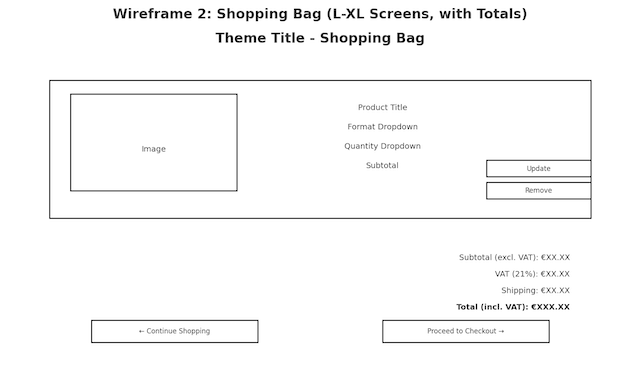 Wireframe 2: Shopping Bag (L-XL Screens, with Totals)
Theme Title - Shopping Bag
Image
Product Title
Format Dropdown
Quantity Dropdown
Subtotal
Update
Remove
Subtotal (excl. VAT): €XX.XX
VAT (21%): €XX.XX
Shipping: €XX.XX
Total (incl. VAT): €XXX.XX
← Continue Shopping
Proceed to Checkout →